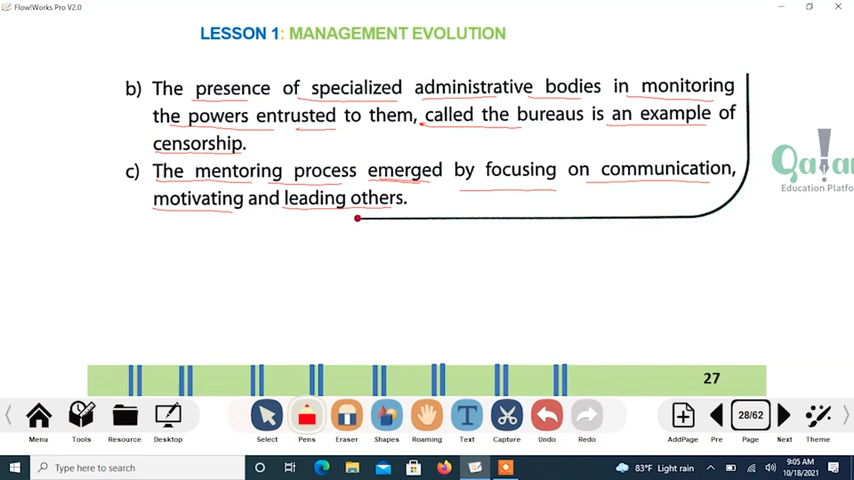 Flow!Works Pro V2.0
LESSON 1: MANAGEMENT EVOLUTION
b) The presence of specialized administrative bodies in monitoring
the powers entrusted to them, called the bureaus is an example of
censorship.
c) The mentoring process emerged by focusing on communication,
motivating and leading others.
Education Platfo
27
28/62
Menu Tools Resource Desktop Select Pens Eraser Shapes Roaming Text Capture Undo Redo AddPage Pre Page Next Theme
Type here to search
83°F Light rain
9:05 AM
10/18/2021